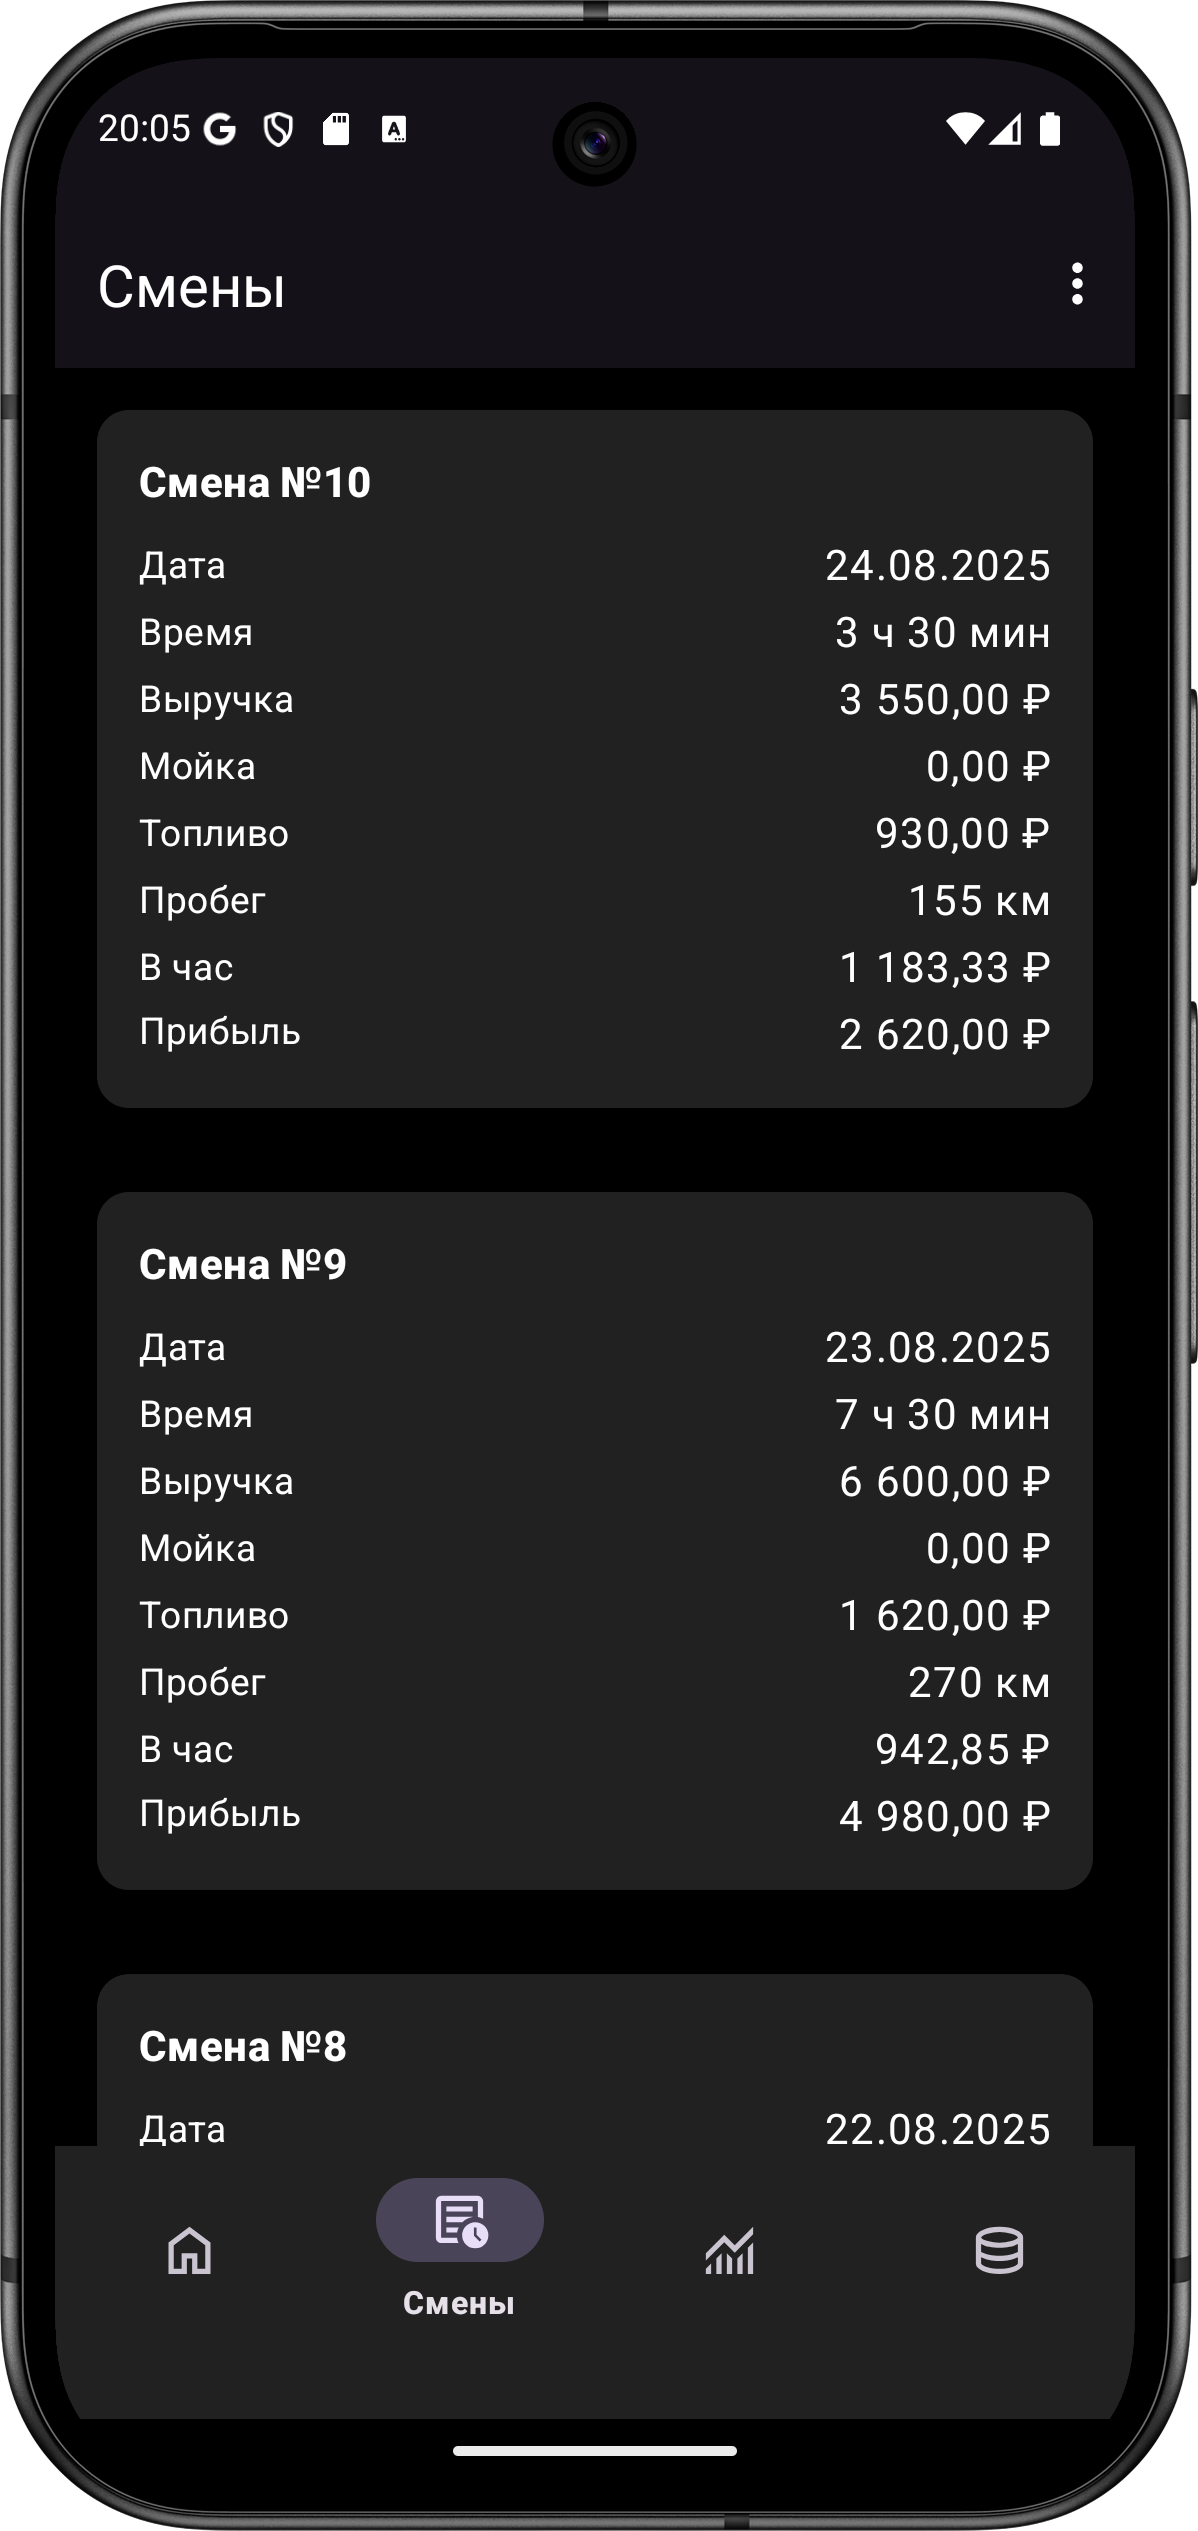 20:05
Смены
Смена №10
Дата 24.08.2025
Время 3 ч 30 мин
Выручка 3 550,00 ₽
Мойка 0,00 ₽
Топливо 930,00 ₽
Пробег 155 км
В час 1 183,33 ₽
Прибыль 2 620,00 ₽
Смена №9
Дата 23.08.2025
Время 7 ч 30 мин
Выручка 6 600,00 ₽
Мойка 0,00 ₽
Топливо 1 620,00 ₽
Пробег 270 км
В час 942,85 ₽
Прибыль 4 980,00 ₽
Смена №8
Дата 22.08.2025
Смены